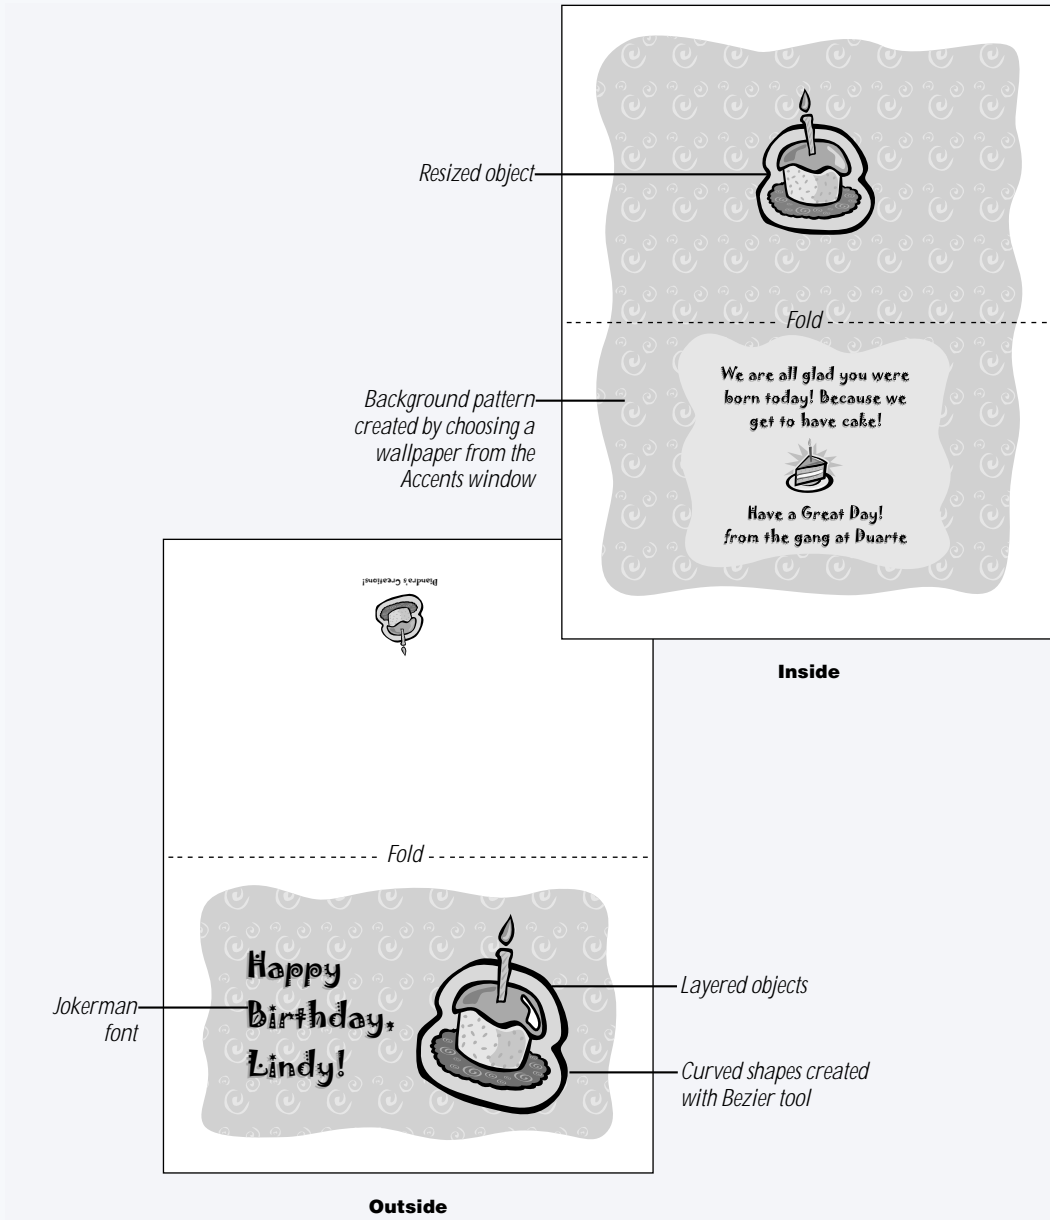 Resized object
Fold
We are all glad you were
born today! Because we
get to have cake!
Have a Great Day!
from the gang at Duarte
Background pattern
created by choosing a
wallpaper from the
Accents window
Inside
Diandra's Creations!
Fold
Happy
Birthday,
Lindy!
Jokerman
font
Layered objects
Curved shapes created
with Bezier tool
Outside